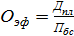 Оэф = Дпл / Пбс